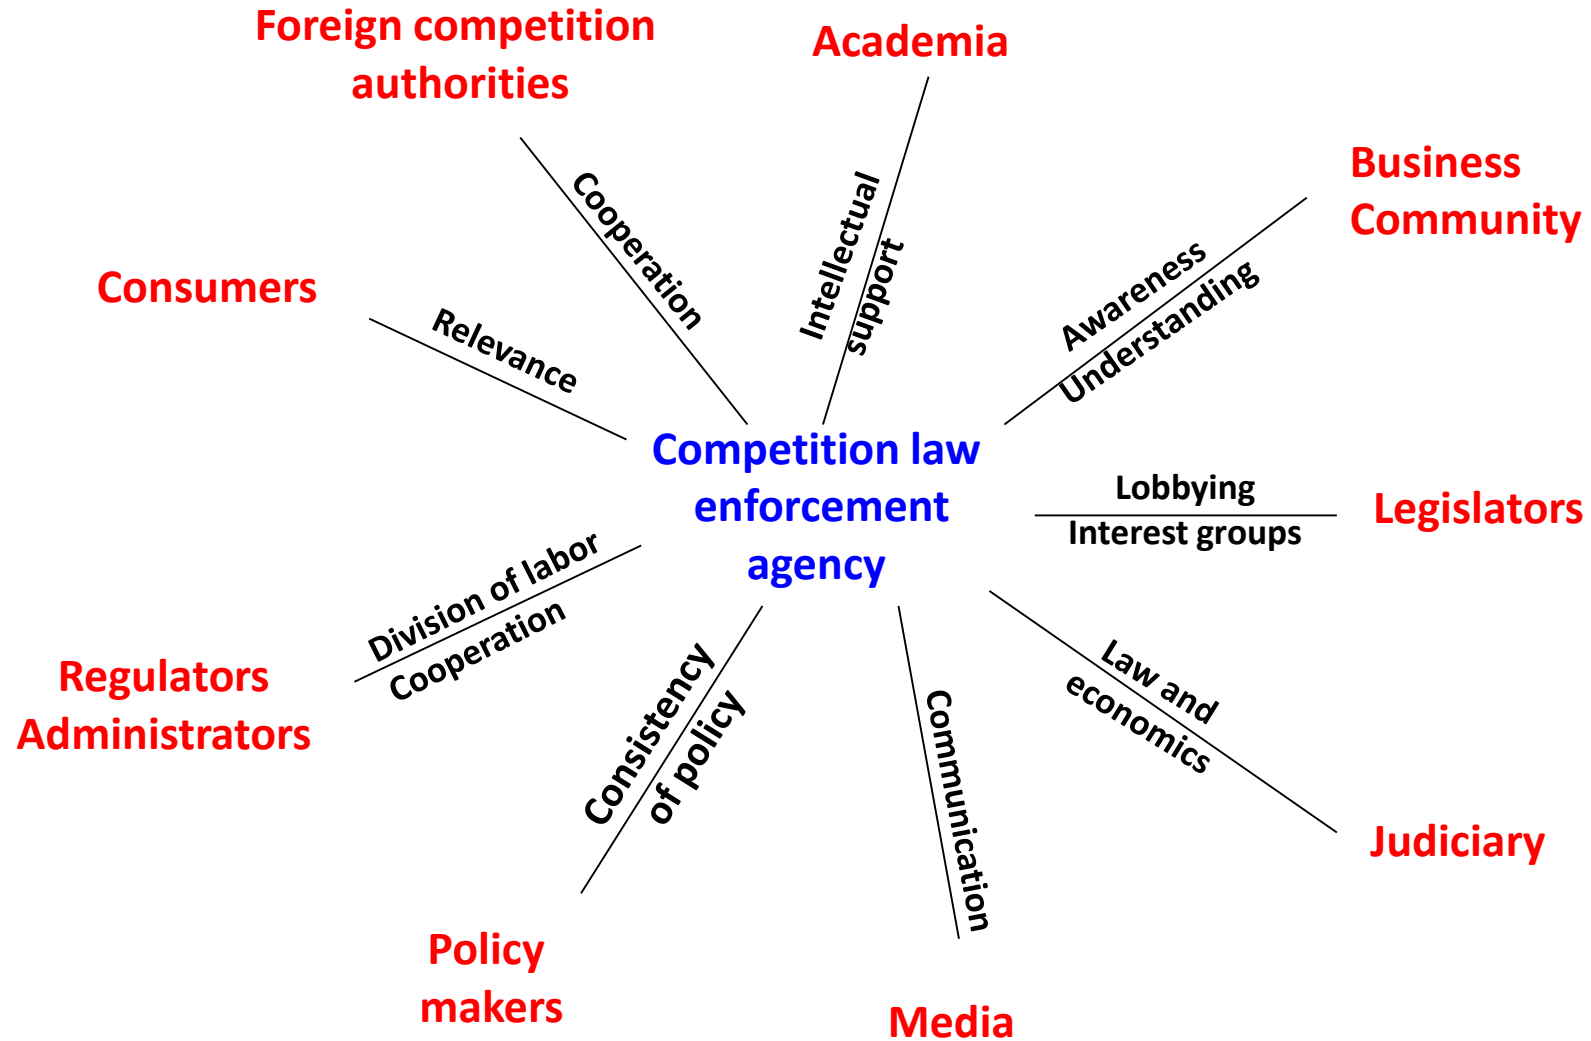 Foreign competition
authorities
Academia
Business
Community
Consumers
Cooperation
Intellectual
support
Awareness
Understanding
Relevance
Competition law
enforcement
agency
Lobbying
Interest groups
Legislators
Division of labor
Cooperation
Regulators
Administrators
Consistency
of policy
Communication
Law and
economics
Judiciary
Policy
makers
Media